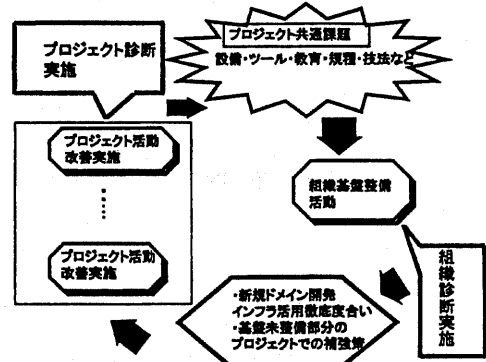 プロジェクト診断
実施
プロジェクト共通課題
設備・ツール・教育・規程・技法など
プロジェクト活動
改善実施
プロジェクト活動
改善実施
組織基盤整備
活動
組織診断実施
・新規ドメイン開発
インフラ活用徹底度合い
・基盤未整備部分の
プロジェクトでの補強策